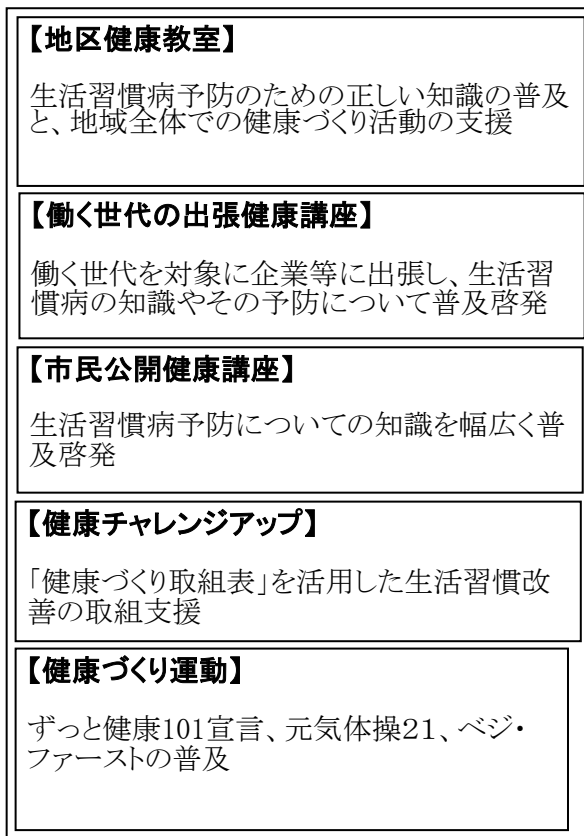 【地区健康教室】
生活習慣病予防のための正しい知識の普及
と、地域全体での健康づくり活動の支援
【働く世代の出張健康講座】
働く世代を対象に企業等に出張し、生活習
慣病の知識やその予防について普及啓発
【市民公開健康講座】
生活習慣病予防についての知識を幅広く普
及啓発
【健康チャレンジアップ】
「健康づくり取組表」を活用した生活習慣改
善の取組支援
【健康づくり運動】
ずっと健康101宣言、元気体操２１、ベジ・
ファーストの普及